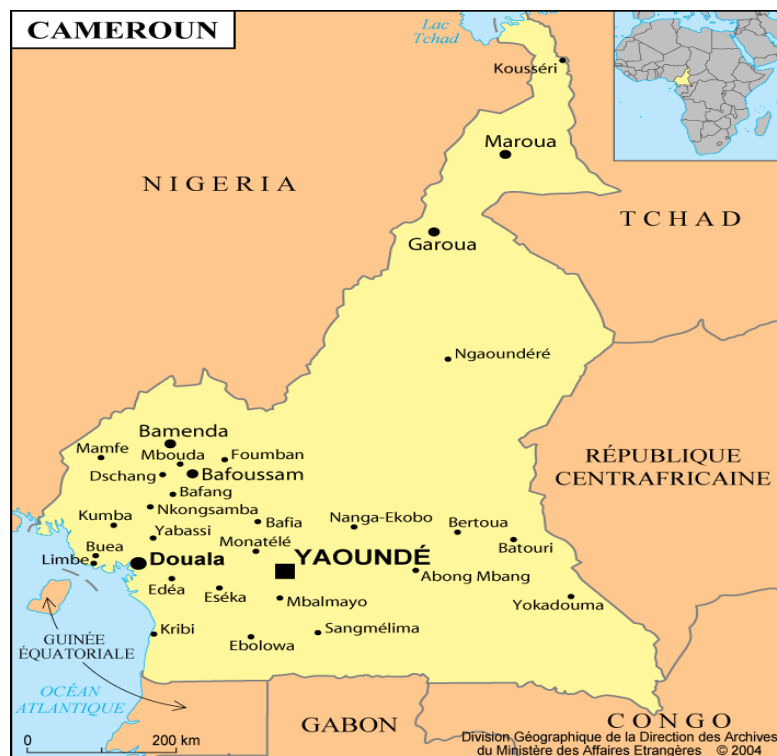 CAMEROUN
Lac
Tchad
Kousséri
Maroua
NIGERIA
TCHAD
Garoua
Ngaoundéré
Bamenda
Mamfe
Mbouda
Foumban
Dschang
Bafoussam
RÉPUBLIQUE
CENTRAFRICAINE
Bafang
Nkongsamba
Kumba
Bafia
Nanga-Ekobo
Bertoua
Yabassi
Monatélé
Batouri
Buea
Limbe
Douala
YAOUNDÉ
Abong Mbang
Edéa
Eséka
Mbalmayo
Yokadouma
Kribi
Sangmélima
Ebolowa
GUINÉE
ÉQUATORIALE
OCÉAN
ATLANTIQUE
GABON
CONGO
0 200 km
Division Géographique de la Direction des Archives
du Ministère des Affaires Etrangères © 2004